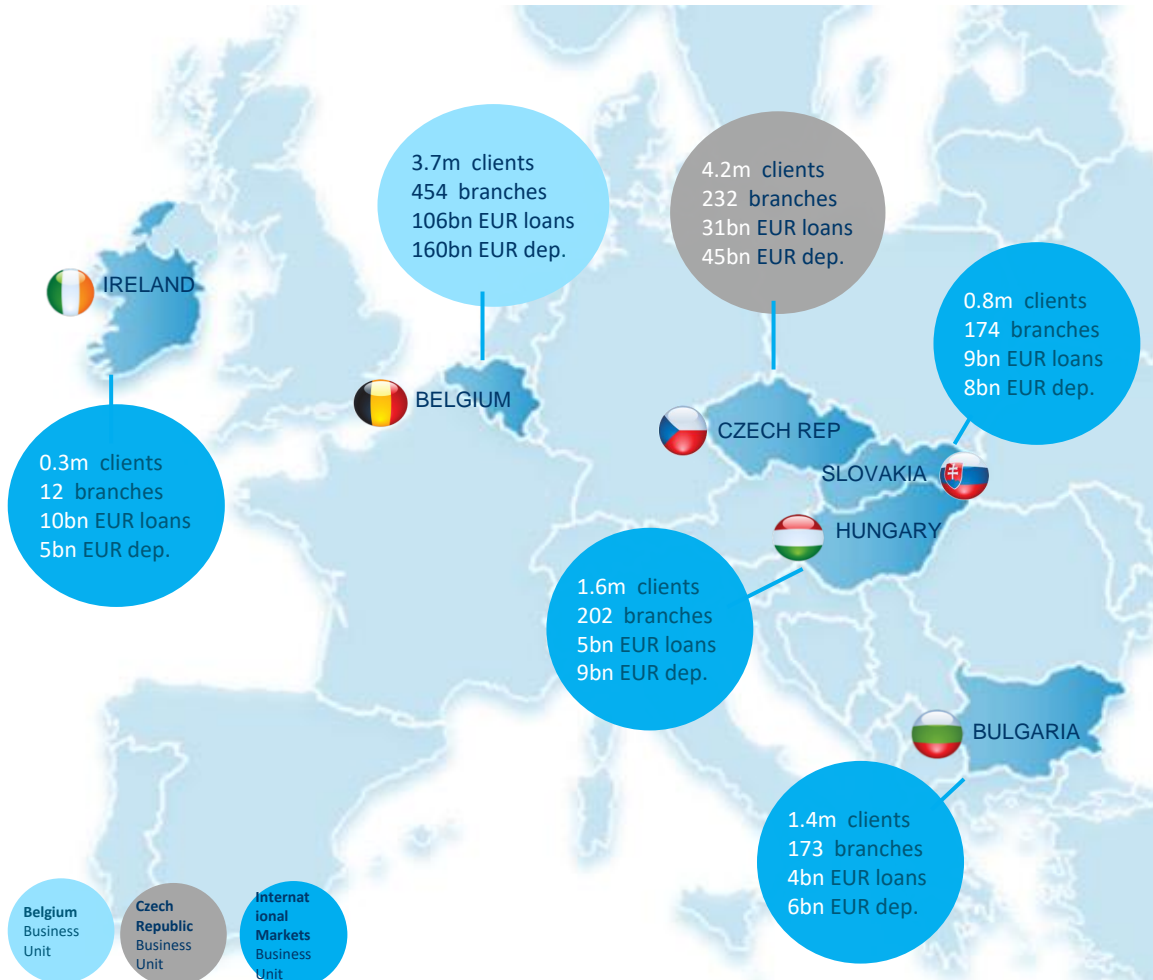 3.7m clients
454 branches
106bn EUR loans
160bn EUR dep.
4.2m clients
232 branches
31bn EUR loans
45bn EUR dep.
IRELAND
0.8m clients
174 branches
9bn EUR loans
8bn EUR dep.
BELGIUM
CZECH REP
SLOVAKIA
0.3m clients
12 branches
10bn EUR loans
5bn EUR dep.
HUNGARY
1.6m clients
202 branches
5bn EUR loans
9bn EUR dep.
BULGARIA
1.4m clients
173 branches
4bn EUR loans
6bn EUR dep.
Belgium
Business
Unit
Czech
Republic
Business
Unit
Internat
ional
Markets
Business
Unit